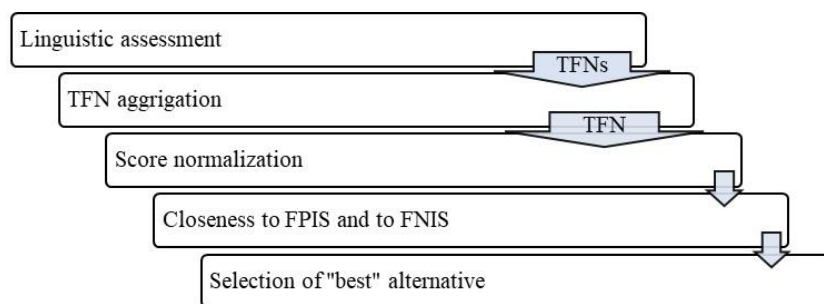 Linguistic assessment
TFNs
TFN aggrigation
TFN
Score normalization
Closeness to FPIS and to FNIS
Selection of "best" alternative